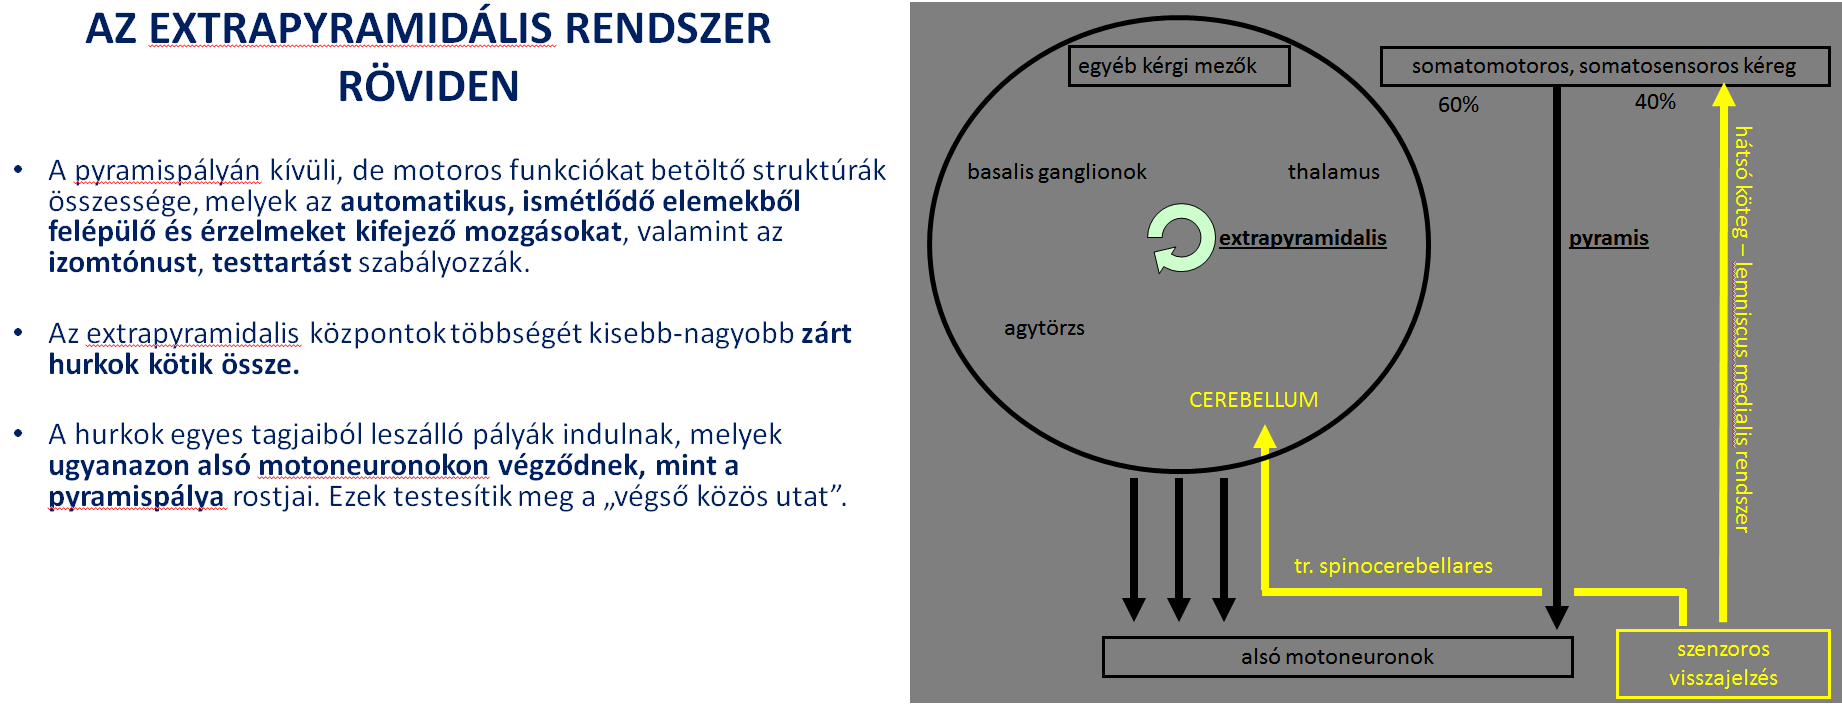 AZ EXTRAPYRAMIDÁLIS RENDSZER
RÖVIDEN
• A pyramispályán kívüli, de motoros funkciókat betöltő struktúrák
összessége, melyek az automatikus, ismétlődő elemekből
felépülő és érzelmeket kifejező mozgásokat, valamint az
izomtónust, testtartást szabályozzák.
• Az extrapyramidalis központok többségét kisebb-nagyobb zárt
hurkok kötik össze.
• A hurkok egyes tagjaiból leszálló pályák indulnak, melyek
ugyanazon alsó motoneuronokon végződnek, mint a
pyramispálya rostjai. Ezek testesítik meg a „végső közös utat”.
egyéb kérgi mezők
somatomotoros, somatosensoros kéreg
60%
40%
basalis ganglionok
thalamus
extrapyramidalis
pyramis
agytörzs
CEREBELLUM
hátsó köteg – lemniscus medialis rendszer
tr. spinocerebellares
alsó motoneuronok
szenzoros
visszajelzés